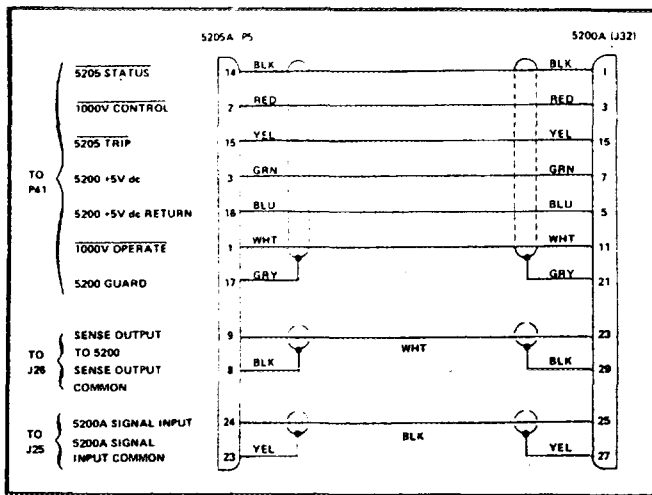 5205A P5 5200A (J32)
5205 STATUS 14 BLK BLK 1
1000V CONTROL 2 RED RED 3
5205 TRIP 15 YEL YEL 15
TO P41
5200 +5V dc 3 GRN GRN 7
5200 +5V dc RETURN 16 BLU BLU 5
1000V OPERATE 1 WHT WHT 11
5200 GUARD 17 GRY GRY 21
SENSE OUTPUT 9 23
TO J26
TO 5200 WHT
SENSE OUTPUT 8 BLK BLK 29
COMMON
5200A SIGNAL INPUT 24 25
TO J25
5200A SIGNAL BLK
INPUT COMMON 23 YEL YEL 27